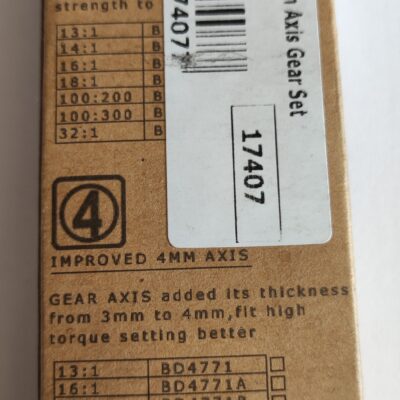 strength to
13:1 B
14:1 B
16:1 B
18:1 B
100:200 B
100:300 B
32:1 B
7407
Axis Gear Set
17407
4
IMPROVED 4MM AXIS
GEAR AXIS added its thickness
from 3mm to 4mm,fit high
torque setting better
13:1 BD4771
16:1 BD4771A